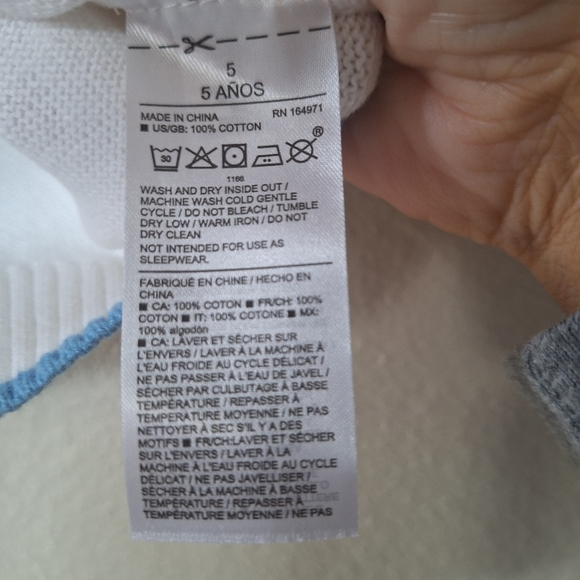 5
5 AÑOS
MADE IN CHINA RN 164971
■ US/GB: 100% COTTON
30 ®
1166
WASH AND DRY INSIDE OUT /
MACHINE WASH COLD GENTLE
CYCLE / DO NOT BLEACH / TUMBLE
DRY LOW / WARM IRON / DO NOT
DRY CLEAN
NOT INTENDED FOR USE AS
SLEEPWEAR.
FABRIQUÉ EN CHINE / HECHO EN
CHINA
■ CA: 100% COTON ■ FR/CH: 100%
COTON ■ IT: 100% COTONE ■ MX:
100% algodón
■ CA: LAVER ET SÉCHER SUR
L'ENVERS / LAVER À LA MACHINE À
L'EAU FROIDE AU CYCLE DÉLICAT /
NE PAS PASSER À L'EAU DE JAVEL /
SÉCHER PAR CULBUTAGE À BASSE
TEMPÉRATURE / REPASSER À
TEMPÉRATURE MOYENNE / NE PAS
NETTOYER À SEC S'IL Y A DES
MOTIFS ■ FR/CH:LAVER ET SÉCHER
SUR L'ENVERS / LAVER À LA
MACHINE À L'EAU FROIDE AU CYCLE
DÉLICAT / NE PAS JAVELLISER /
SÉCHER À LA MACHINE À BASSE
TEMPÉRATURE / REPASSER À
TEMPÉRATURE MOYENNE / NE PAS